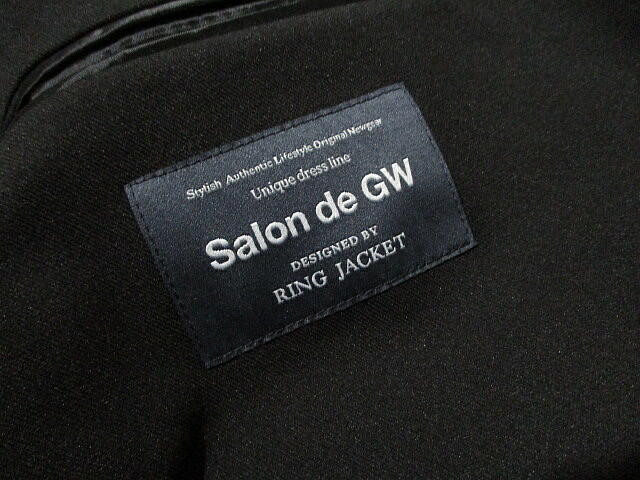 Stylish Authentic Lifestyle Original Newgear
Unique dress line
Salon de GW
DESIGNED BY
RING JACKET